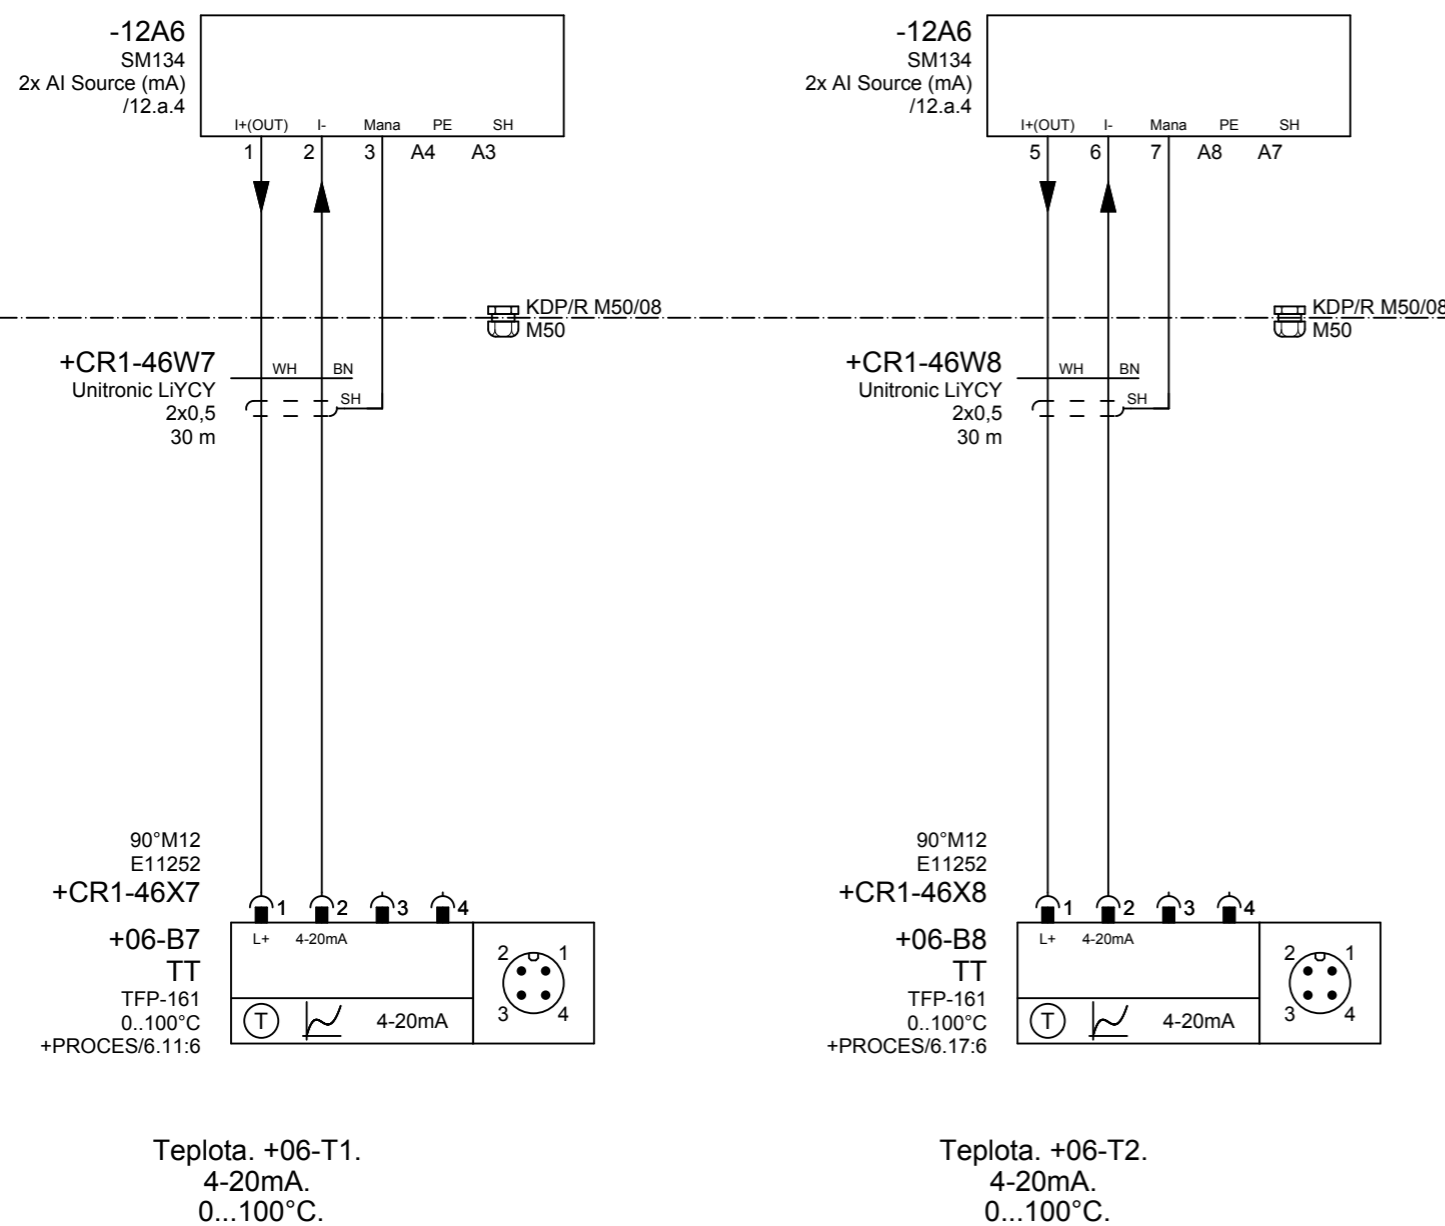 -12A6
SM134
2x AI Source (mA)
/12.a.4
I+(OUT) I- Mana PE SH
1 2 3 A4 A3
-12A6
SM134
2x AI Source (mA)
/12.a.4
I+(OUT) I- Mana PE SH
5 6 7 A8 A7
KDP/R M50/08
M50
KDP/R M50/08
M50
+CR1-46W7
Unitronic LiYCY
2x0,5
30 m
WH BN
SH
+CR1-46W8
Unitronic LiYCY
2x0,5
30 m
WH BN
SH
90°M12
E11252
+CR1-46X7
1 2 3 4
+06-B7
TT
TFP-161
0..100°C
+PROCES/6.11:6
L+ 4-20mA
T 4-20mA
2 1
3 4
90°M12
E11252
+CR1-46X8
1 2 3 4
+06-B8
TT
TFP-161
0..100°C
+PROCES/6.17:6
L+ 4-20mA
T 4-20mA
2 1
3 4
Teplota. +06-T1.
4-20mA.
0...100°C.
Teplota. +06-T2.
4-20mA.
0...100°C.